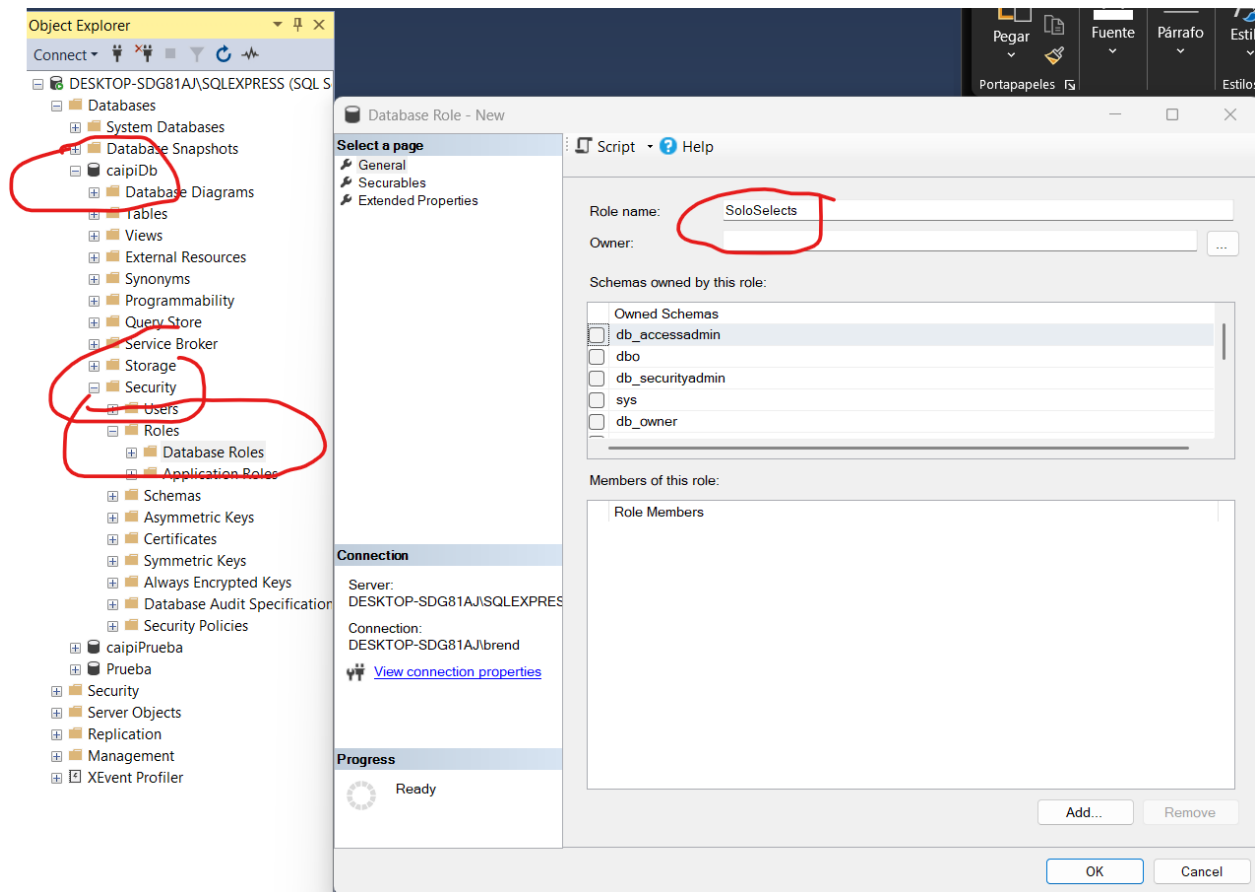 Object Explorer
Connect
DESKTOP-SDG81AJ\SQLEXPRESS (SQL S
Databases
System Databases
Database Snapshots
caipiDb
Database Diagrams
Tables
Views
External Resources
Synonyms
Programmability
Query Store
Service Broker
Storage
Security
Users
Roles
Database Roles
Application Roles
Schemas
Asymmetric Keys
Certificates
Symmetric Keys
Always Encrypted Keys
Database Audit Specification
Security Policies
caipiPrueba
Prueba
Security
Server Objects
Replication
Management
XEvent Profiler
Pegar
Fuente
Párrafo
Estil
Portapapeles
Estilos
Database Role - New
Select a page
General
Securables
Extended Properties
Script
Help
Role name: SoloSelects
Owner:
...
Schemas owned by this role:
Owned Schemas
db_accessadmin
dbo
db_securityadmin
sys
db_owner
Members of this role:
Role Members
Connection
Server:
DESKTOP-SDG81AJ\SQLEXPRES
Connection:
DESKTOP-SDG81AJ\brend
View connection properties
Progress
Ready
Add...
Remove
OK
Cancel